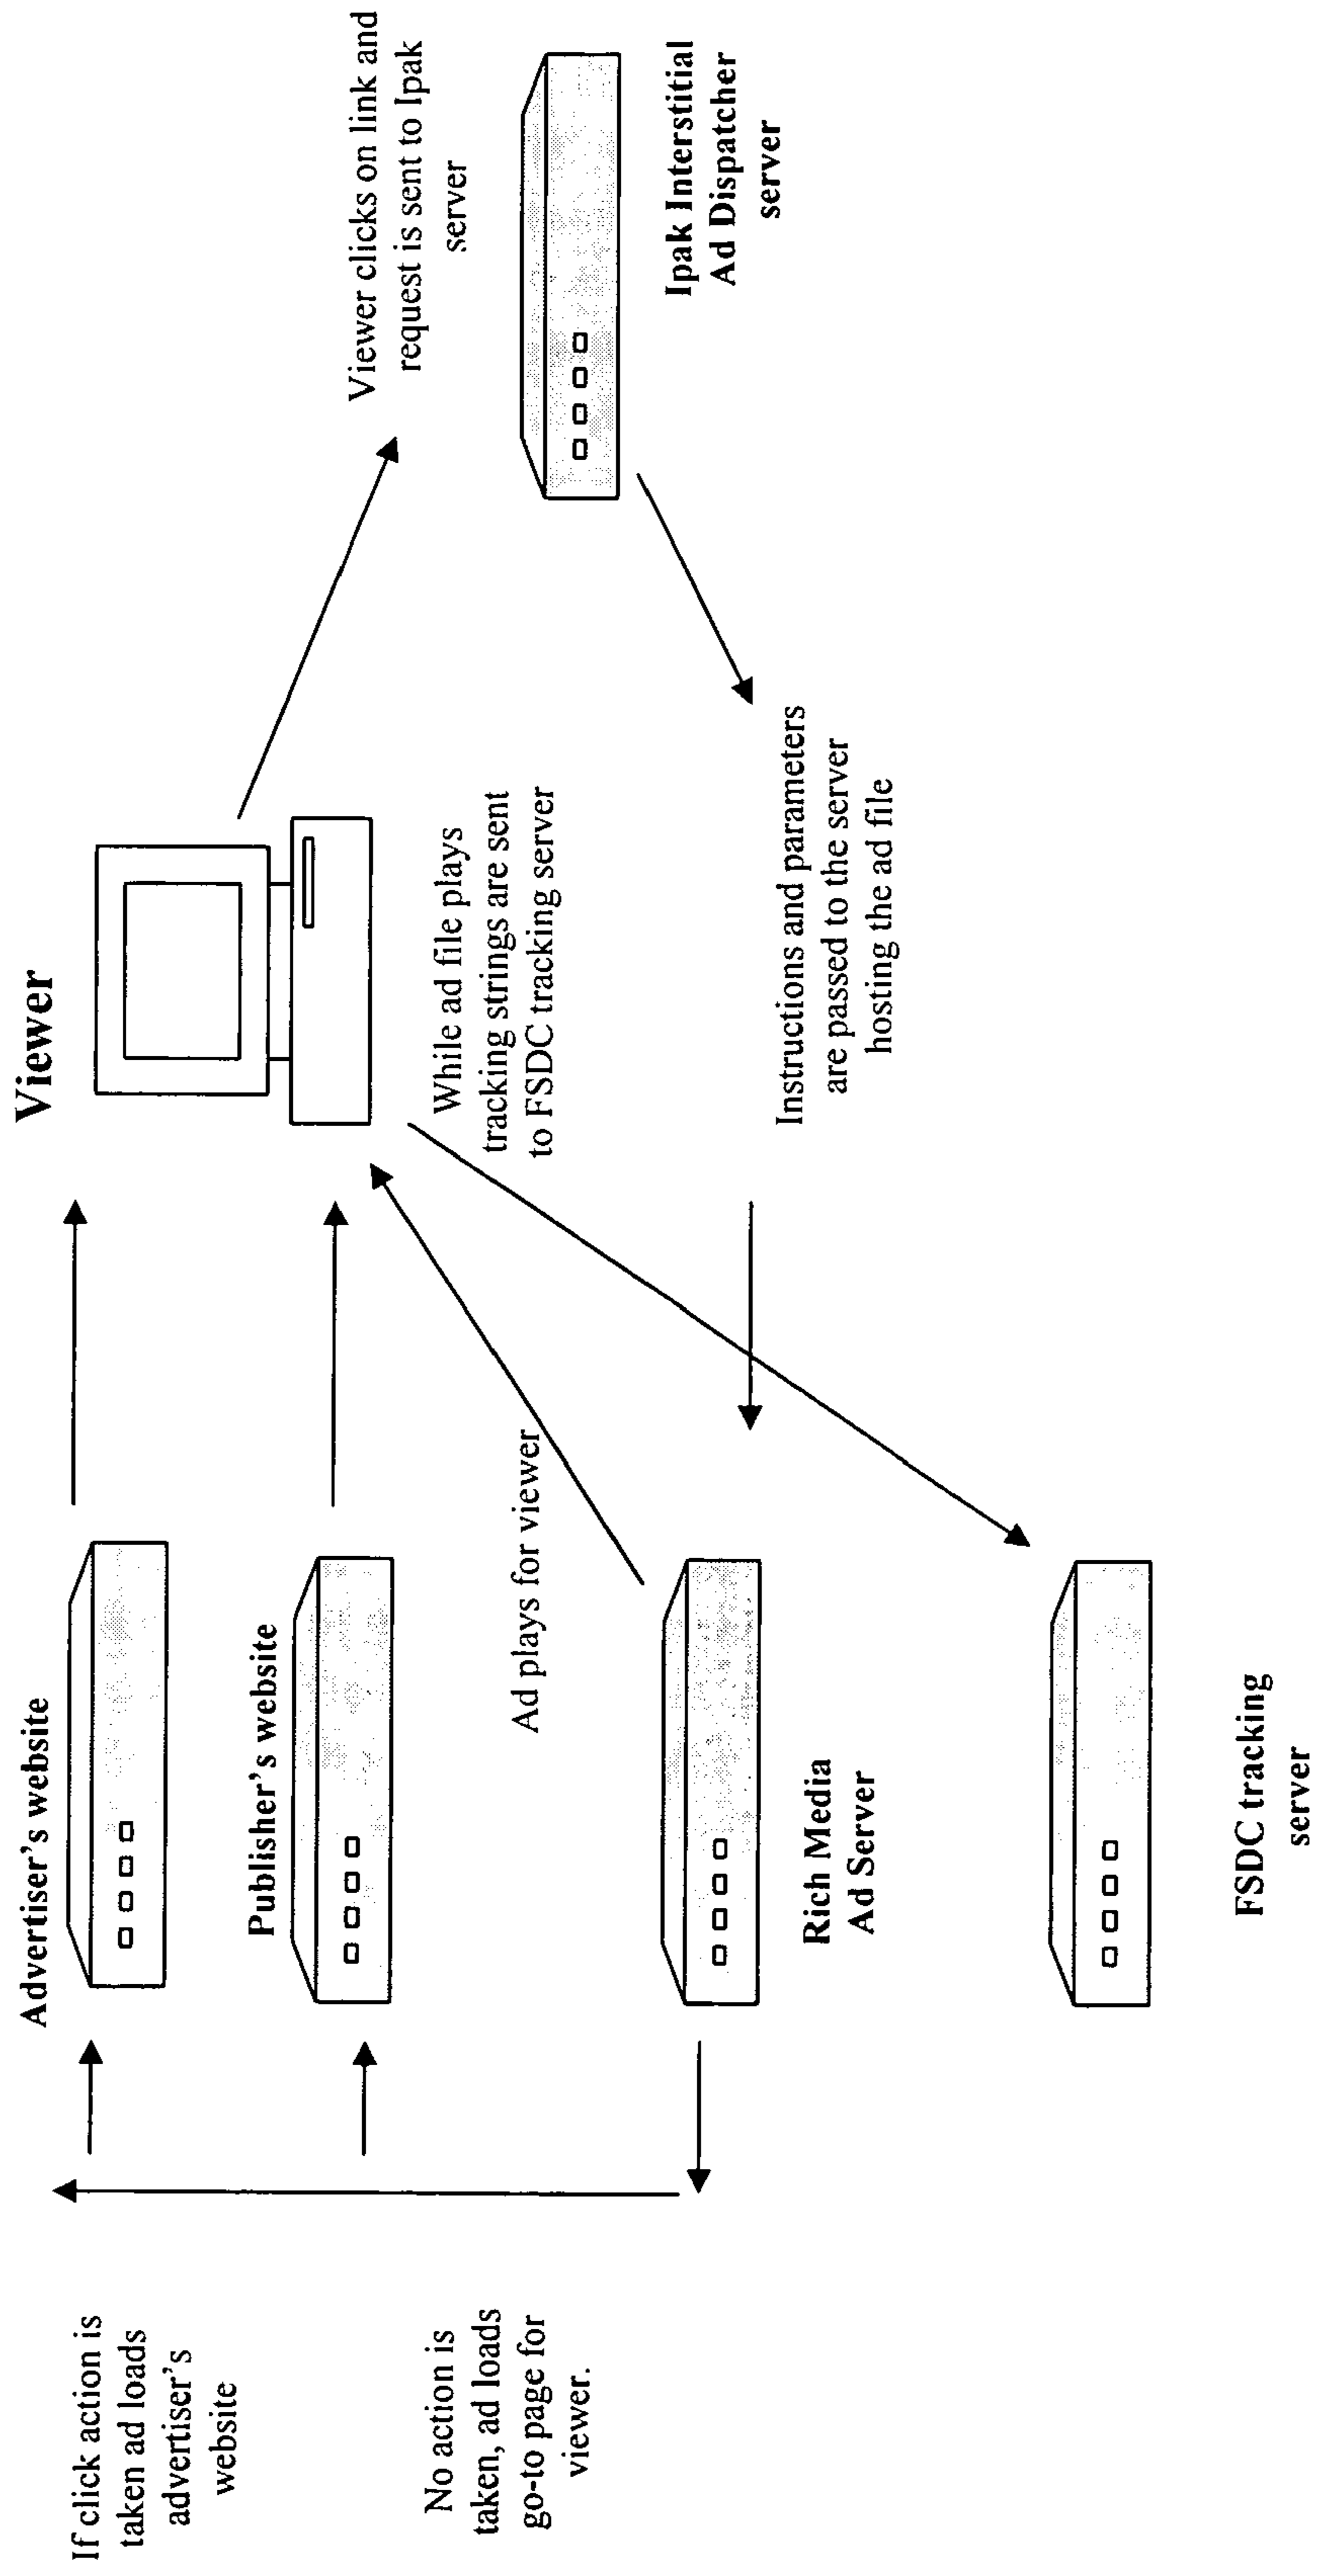 Viewer
Advertiser's website
Publisher's website
If click action is
taken ad loads
advertiser's
website
No action is
taken, ad loads
go-to page for
viewer.
Ad plays for viewer
Rich Media
Ad Server
FSDC tracking
server
While ad file plays
tracking strings are sent
to FSDC tracking server
Instructions and parameters
are passed to the server
hosting the ad file
Viewer clicks on link and
request is sent to Ipak
server
Ipak Interstitial
Ad Dispatcher
server